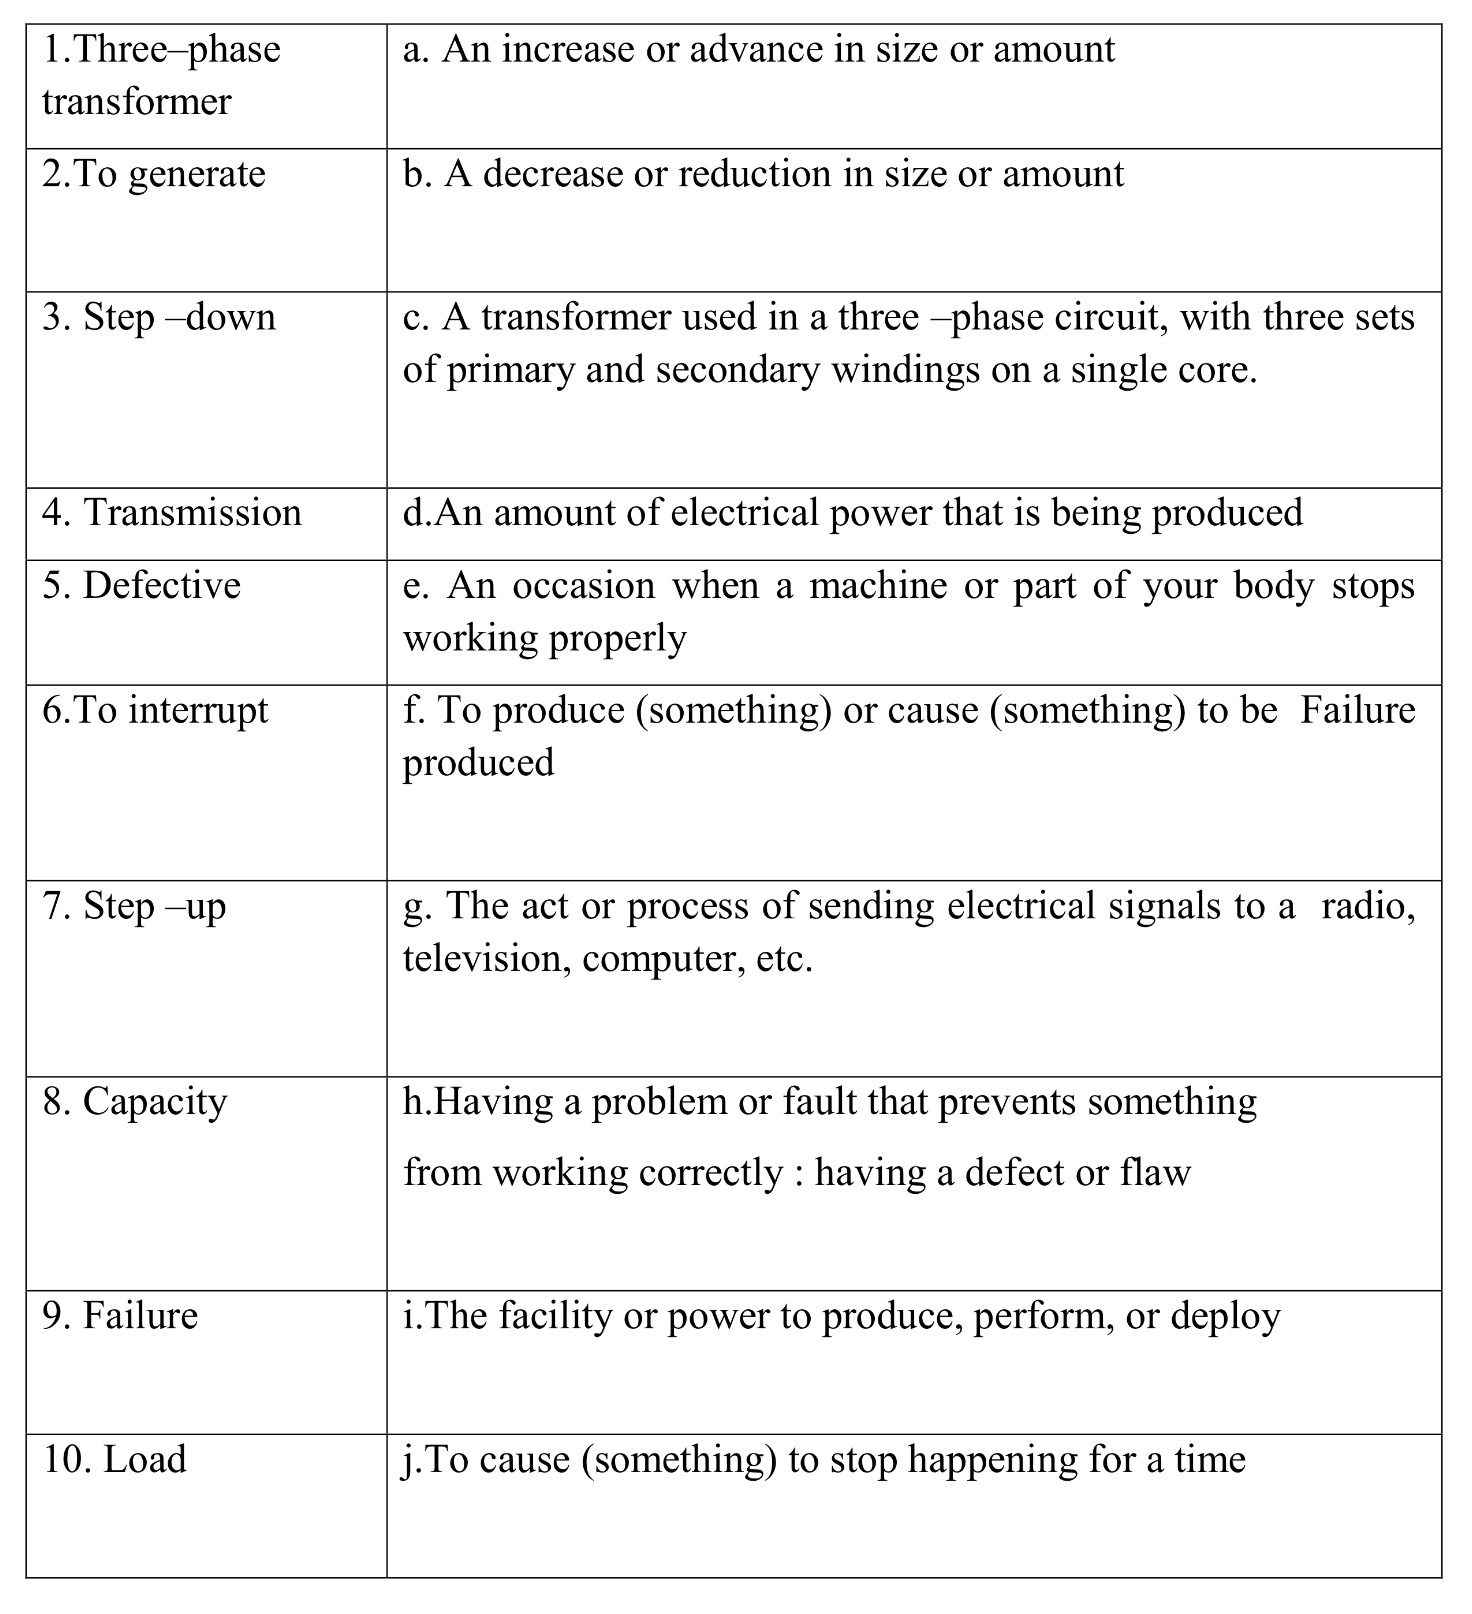 1.Three–phase
transformer
a. An increase or advance in size or amount
2.To generate
b. A decrease or reduction in size or amount
3. Step –down
c. A transformer used in a three –phase circuit, with three sets
of primary and secondary windings on a single core.
4. Transmission
d.An amount of electrical power that is being produced
5. Defective
e. An occasion when a machine or part of your body stops
working properly
6.To interrupt
f. To produce (something) or cause (something) to be Failure
produced
7. Step –up
g. The act or process of sending electrical signals to a radio,
television, computer, etc.
8. Capacity
h.Having a problem or fault that prevents something
from working correctly : having a defect or flaw
9. Failure
i.The facility or power to produce, perform, or deploy
10. Load
j.To cause (something) to stop happening for a time